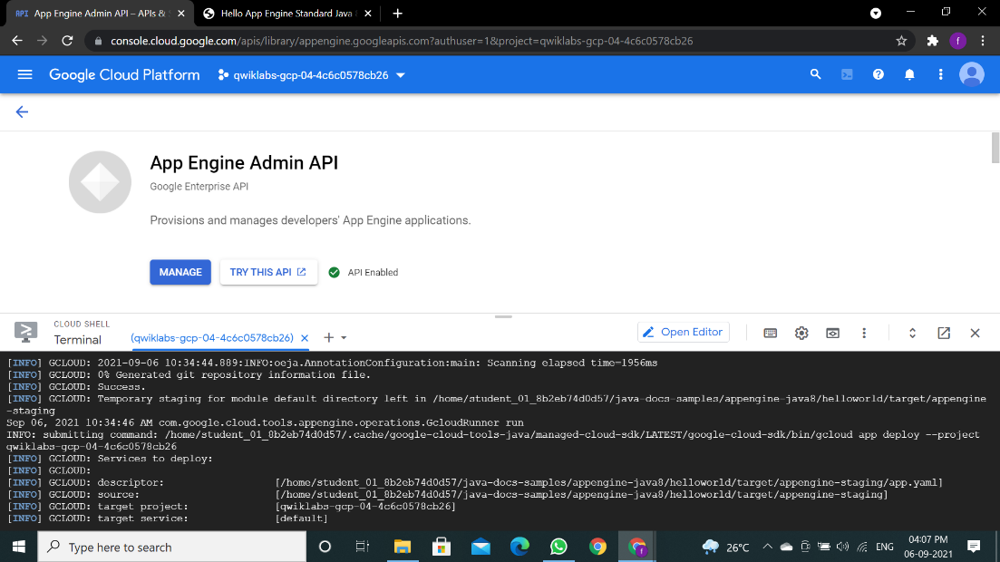 API App Engine Admin API – APIs & S
Hello App Engine Standard Java
console.cloud.google.com/apis/library/appengine.googleapis.com?authuser=1&project=qwiklabs-gcp-04-4c6c0578cb26
f
Google Cloud Platform
qwiklabs-gcp-04-4c6c0578cb26
App Engine Admin API
Google Enterprise API
Provisions and manages developers' App Engine applications.
MANAGE
TRY THIS API
API Enabled
CLOUD SHELL
Terminal
(qwiklabs-gcp-04-4c6c0578cb26)
Open Editor
[INFO] GCLOUD: 2021-09-06 10:34:44.889:INFO:oeja.AnnotationConfiguration:main: Scanning elapsed time=1956ms
[INFO] GCLOUD: 0% Generated git repository information file.
[INFO] GCLOUD: Success.
[INFO] GCLOUD: Temporary staging for module default directory left in /home/student_01_8b2eb74d0d57/java-docs-samples/appengine-java8/helloworld/target/appengine
-staging
Sep 06, 2021 10:34:46 AM com.google.cloud.tools.appengine.operations.GcloudRunner run
INFO: submitting command: /home/student_01_8b2eb74d0d57/.cache/google-cloud-tools-java/managed-cloud-sdk/LATEST/google-cloud-sdk/bin/gcloud app deploy --project
qwiklabs-gcp-04-4c6c0578cb26
[INFO] GCLOUD: Services to deploy:
[INFO] GCLOUD:
[INFO] GCLOUD: descriptor: [/home/student_01_8b2eb74d0d57/java-docs-samples/appengine-java8/helloworld/target/appengine-staging/app.yaml]
[INFO] GCLOUD: source: [/home/student_01_8b2eb74d0d57/java-docs-samples/appengine-java8/helloworld/target/appengine-staging]
[INFO] GCLOUD: target project: [qwiklabs-gcp-04-4c6c0578cb26]
[INFO] GCLOUD: target service: [default]
Type here to search
26°C
ENG
04:07 PM
06-09-2021